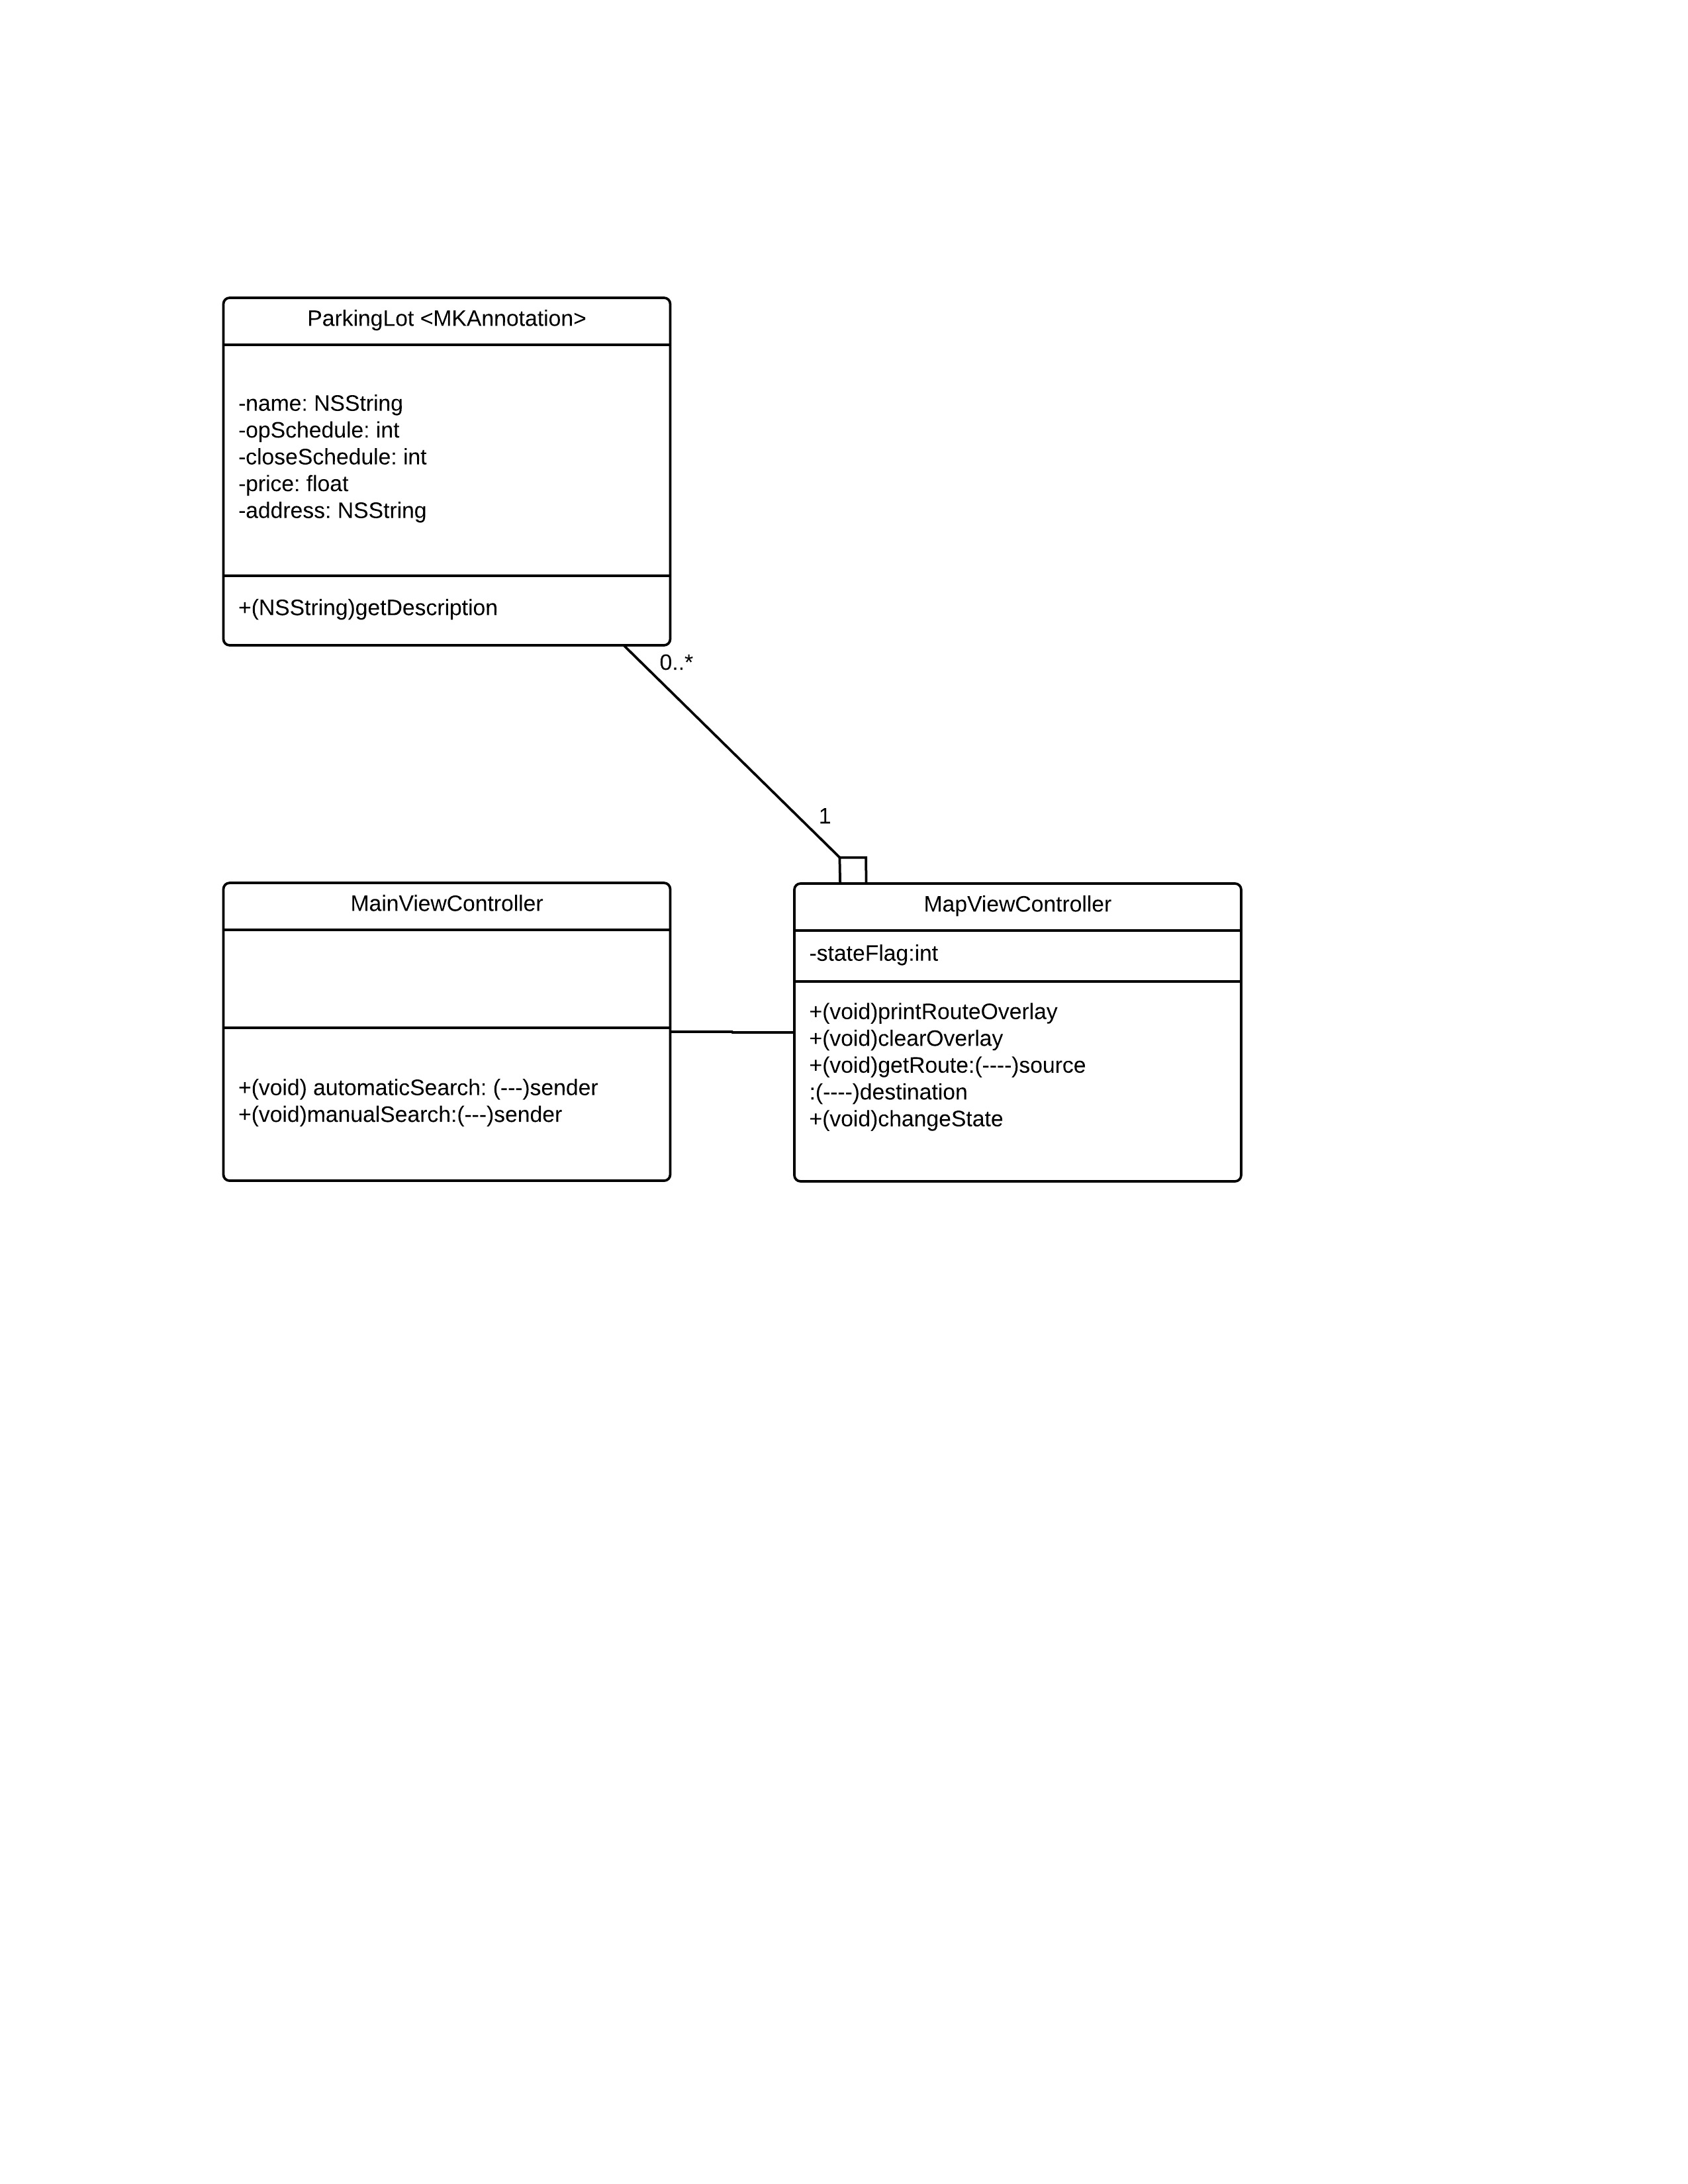 ParkingLot <MKAnnotation>
-name: NSString
-opSchedule: int
-closeSchedule: int
-price: float
-address: NSString
+(NSString)getDescription
0..*
1
MainViewController
+(void) automaticSearch: (---)sender
+(void)manualSearch:(---)sender
MapViewController
-stateFlag:int
+(void)printRouteOverlay
+(void)clearOverlay
+(void)getRoute:(----)source
:(----)destination
+(void)changeState